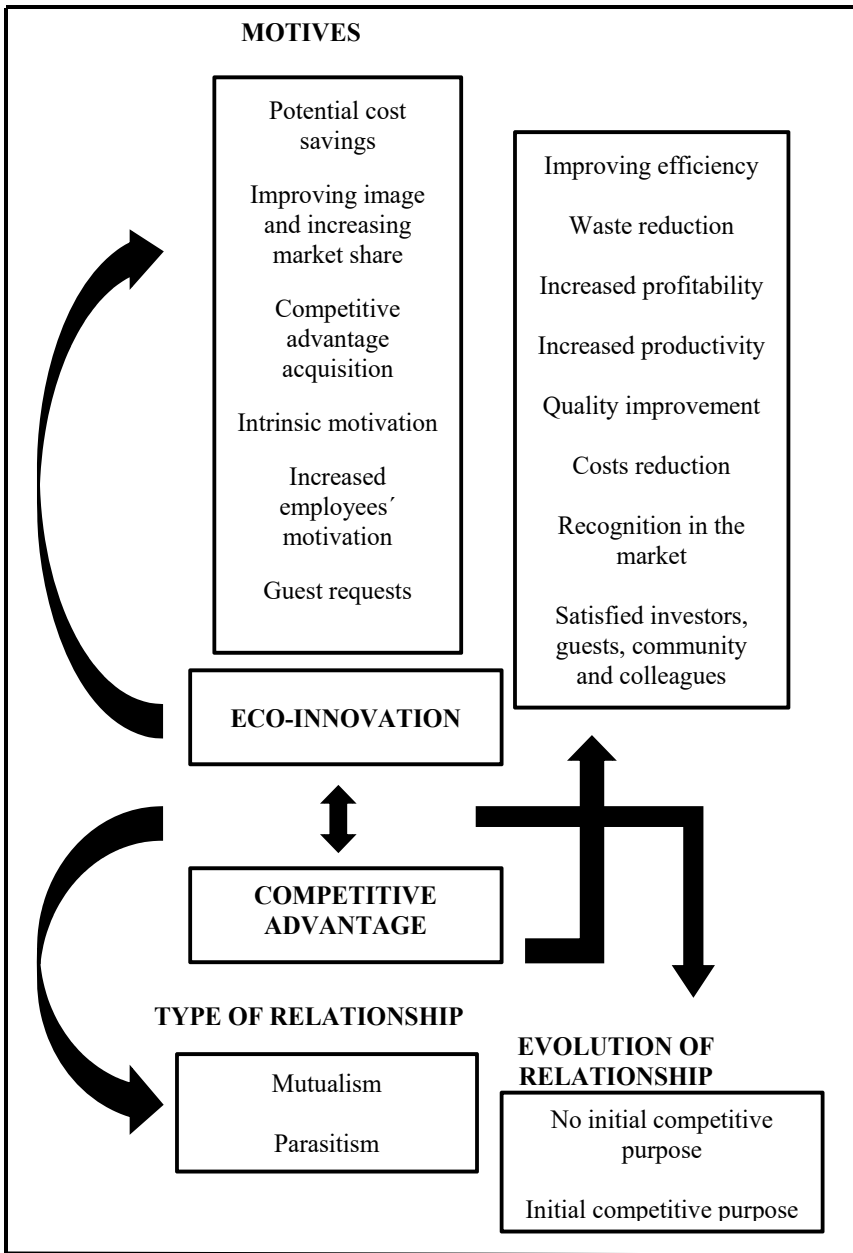 MOTIVES
Potential cost
savings
Improving image
and increasing
market share
Competitive
advantage
acquisition
Intrinsic motivation
Increased
employees´
motivation
Guest requests
Improving efficiency
Waste reduction
Increased profitability
Increased productivity
Quality improvement
Costs reduction
Recognition in the
market
Satisfied investors,
guests, community
and colleagues
ECO-INNOVATION
COMPETITIVE
ADVANTAGE
TYPE OF RELATIONSHIP
Mutualism
Parasitism
EVOLUTION OF
RELATIONSHIP
No initial competitive
purpose
Initial competitive purpose